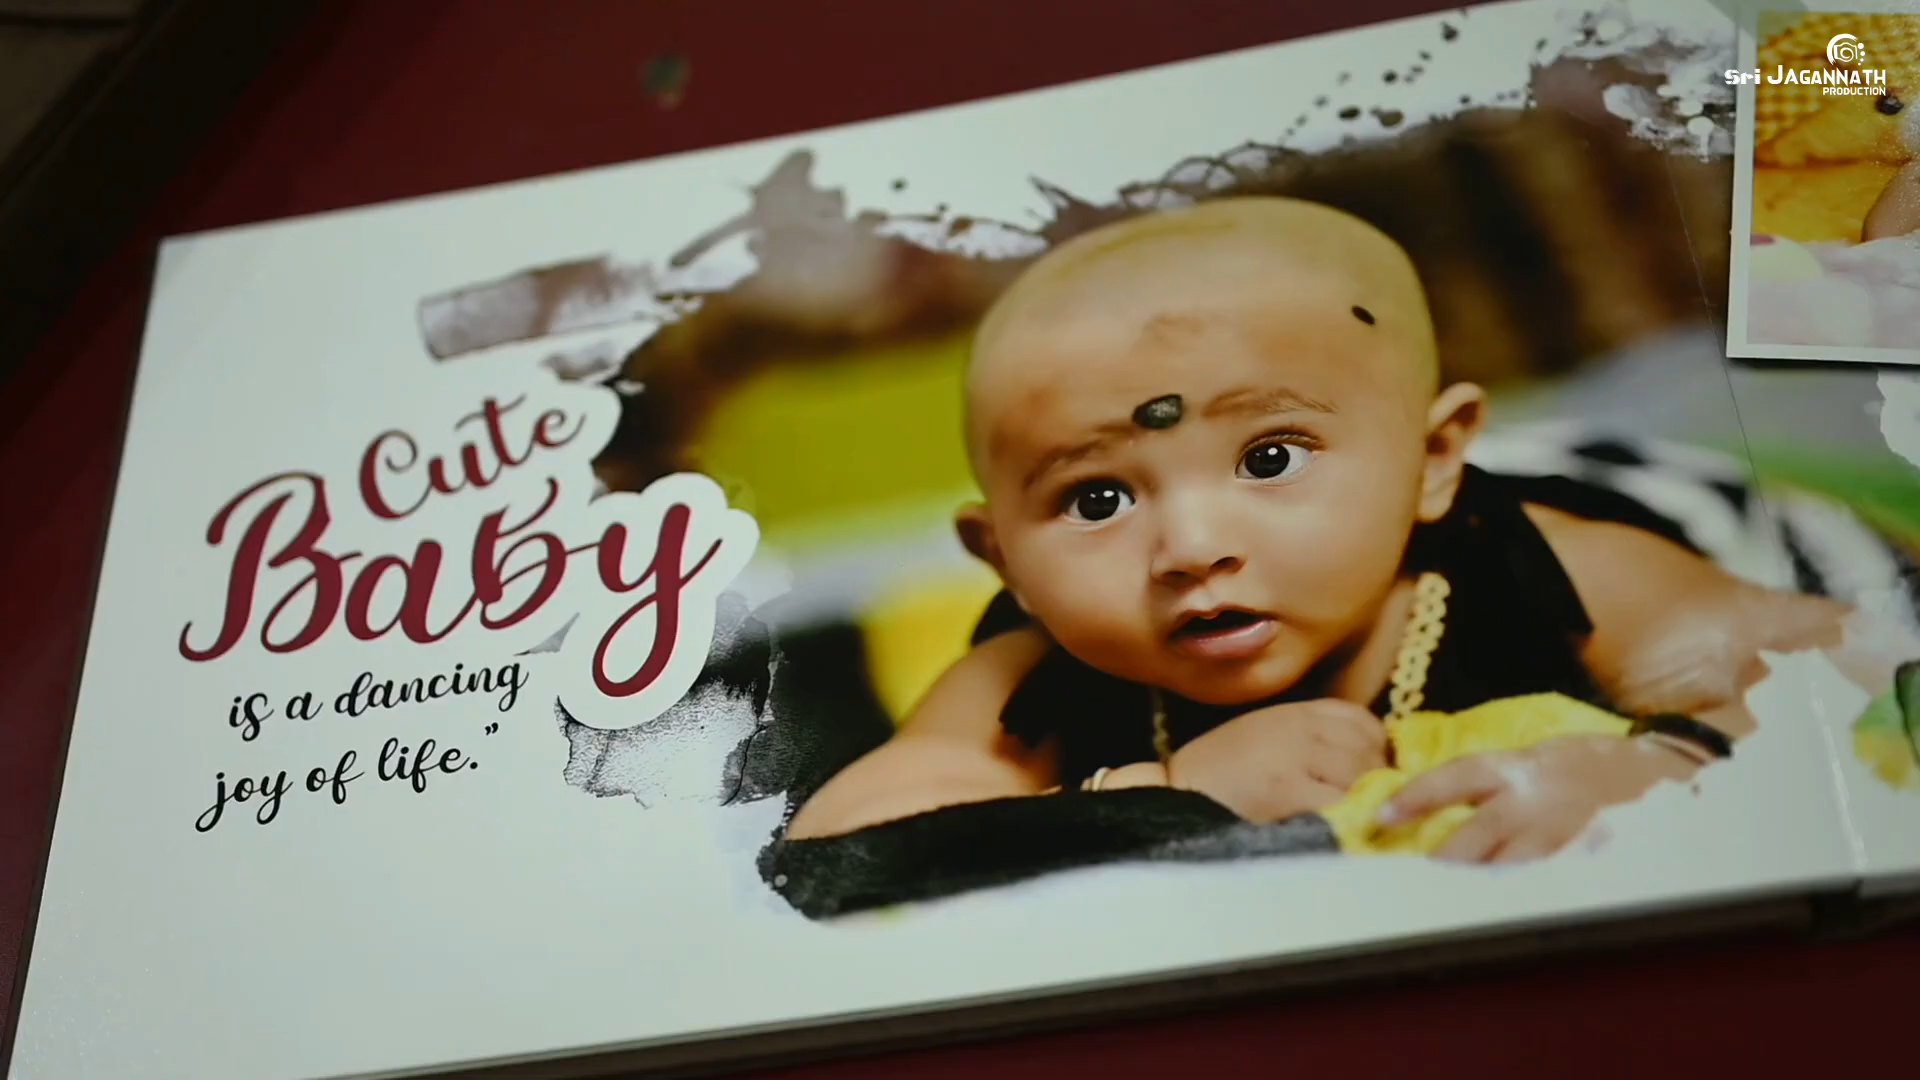 Sri JAGANNATH
PRODUCTION
Cute
Baby
is a dancing
joy of life.”